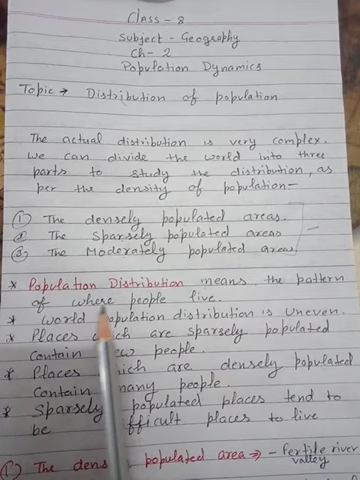 Class - 8
Subject - Geography
Ch - 2
Population Dynamics
Topic → Distribution of population
The actual distribution is very complex.
We can divide the world into three
parts to study the distribution, as
per the density of population-
① The densely populated areas.
② The Sparsely populated areas
③ The Moderately populated areas
* Population Distribution means the pattern
of where people live.
* World population distribution is Uneven.
* Places which are sparsely populated
Contain people.
* Places which are densely populated
Contain many people.
* Sparsely populated places tend to
be difficult places to live
(1) The populated area ⇒ - fertile river
valley